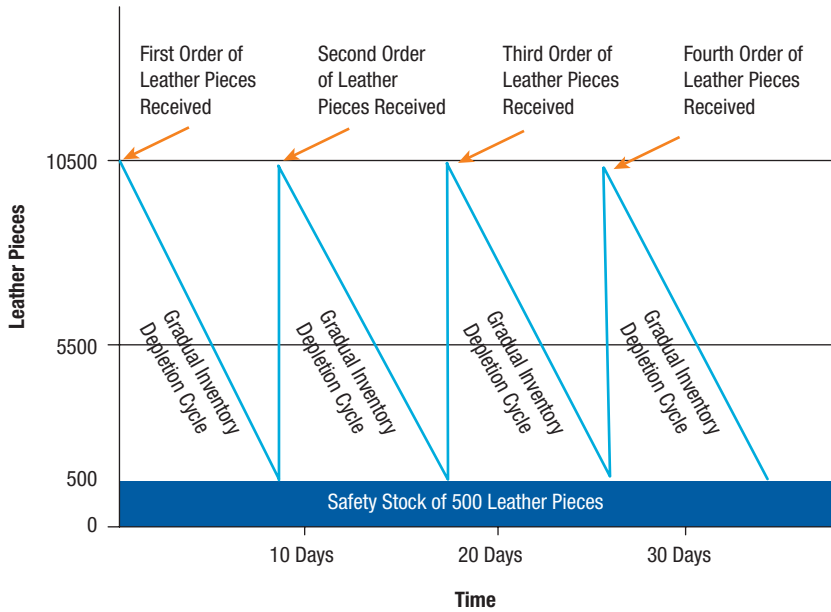 First Order of
Leather Pieces
Received
Second Order
of Leather
Pieces Received
Third Order of
Leather Pieces
Received
Fourth Order of
Leather Pieces
Received
10500
5500
500
0
Leather Pieces
Gradual Inventory
Depletion Cycle
Gradual Inventory
Depletion Cycle
Gradual Inventory
Depletion Cycle
Gradual Inventory
Depletion Cycle
Safety Stock of 500 Leather Pieces
10 Days
20 Days
30 Days
Time